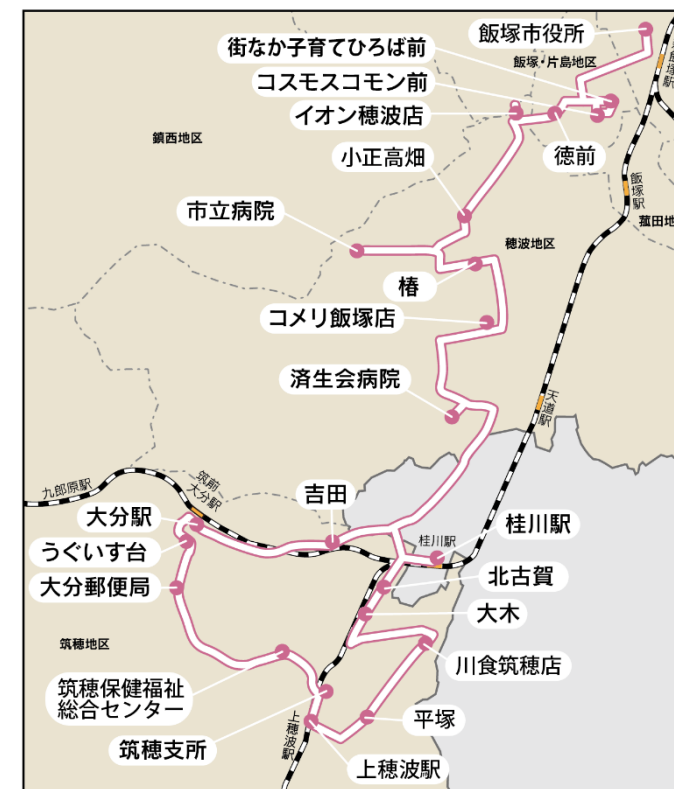 飯塚市役所
街なか子育てひろば前
飯塚・片島地区
コスモスコモン前
イオン穂波店
徳前
飯塚駅
鎮西地区
小正高畑
菰田地
市立病院
穂波地区
椿
コメリ飯塚店
済生会病院
天道駅
九郎原駅
筑前
大分駅
吉田
大分駅
桂川駅
桂川駅
うぐいす台
北古賀
大分郵便局
大木
筑穂地区
川食筑穂店
筑穂保健福祉
総合センター
平塚
筑穂支所
上穂波駅
上穂波駅